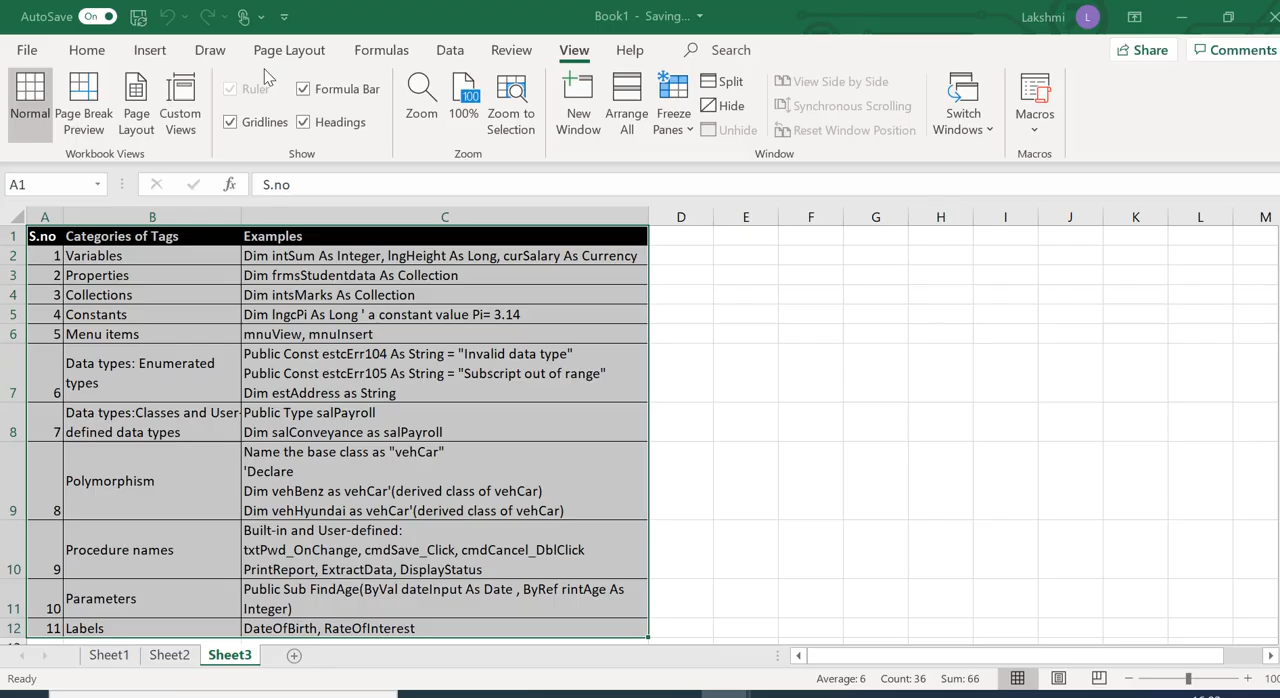 AutoSave On Book1 - Saving... Lakshmi L
File Home Insert Draw Page Layout Formulas Data Review View Help Search Share Comments
Normal Page Break Preview Page Layout Custom Views
Workbook Views
Ruler Formula Bar
Gridlines Headings
Show
Zoom 100% Zoom to Selection
Zoom
New Window Arrange All Freeze Panes
Split
Hide
Unhide
View Side by Side
Synchronous Scrolling
Reset Window Position
Window
Switch Windows
Macros
Macros
A1 fx S.no
A B C D E F G H I J K L M
1 S.no Categories of Tags Examples
2 1 Variables Dim intSum As Integer, lngHeight As Long, curSalary As Currency
3 2 Properties Dim frmsStudentdata As Collection
4 3 Collections Dim intsMarks As Collection
5 4 Constants Dim lngcPi As Long ' a constant value Pi= 3.14
6 5 Menu items mnuView, mnuInsert
7 6 Data types: Enumerated types
Public Const estcErr104 As String = "Invalid data type"
Public Const estcErr105 As String = "Subscript out of range"
Dim estAddress as String
8 7 Data types:Classes and User-defined data types
Public Type salPayroll
Dim salConveyance as salPayroll
9 8 Polymorphism
Name the base class as "vehCar"
'Declare
Dim vehBenz as vehCar'(derived class of vehCar)
Dim vehHyundai as vehCar'(derived class of vehCar)
10 9 Procedure names
Built-in and User-defined:
txtPwd_OnChange, cmdSave_Click, cmdCancel_DblClick
PrintReport, ExtractData, DisplayStatus
11 10 Parameters
Public Sub FindAge(ByVal dateInput As Date , ByRef rintAge As
Integer)
12 11 Labels DateOfBirth, RateOfInterest
Sheet1 Sheet2 Sheet3
Ready Average: 6 Count: 36 Sum: 66